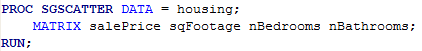 PROC SGSCATTER DATA = housing;
MATRIX salePrice sqFootage nBedrooms nBathrooms;
RUN;